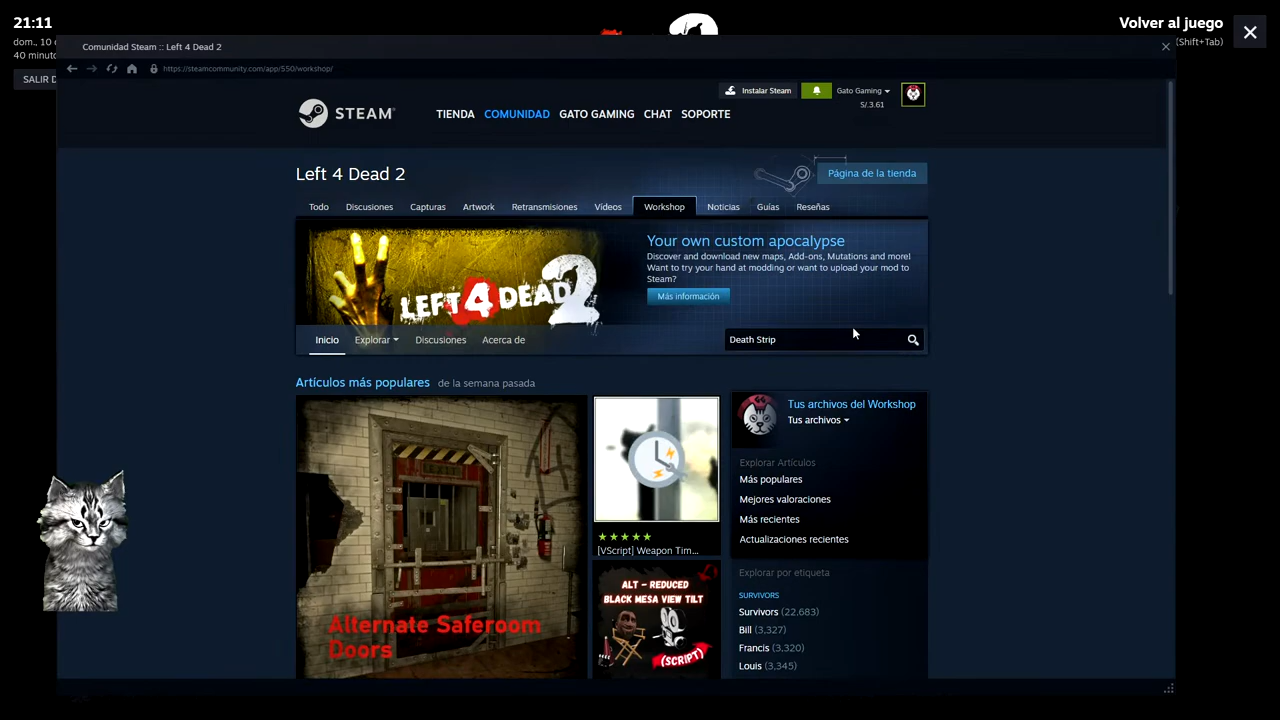 21:11
Volver al juego
dom., 10 d
(Shift+Tab)
40 minuto
SALIR D
Comunidad Steam :: Left 4 Dead 2
https://steamcommunity.com/app/550/workshop/
Instalar Steam
Gato Gaming
S/.3.61
STEAM
TIENDA COMUNIDAD GATO GAMING CHAT SOPORTE
Left 4 Dead 2
Página de la tienda
Todo Discusiones Capturas Artwork Retransmisiones Vídeos Workshop Noticias Guías Reseñas
LEFT 4 DEAD 2
Your own custom apocalypse
Discover and download new maps, Add-ons, Mutations and more!
Want to try your hand at modding or want to upload your mod to
Steam?
Más información
Inicio Explorar Discusiones Acerca de
Death Strip
Artículos más populares de la semana pasada
Alternate Saferoom
Doors
[VScript] Weapon Tim...
ALT - REDUCED
BLACK MESA VIEW TILT
(SCRIPT)
Tus archivos del Workshop
Tus archivos
Explorar Artículos
Más populares
Mejores valoraciones
Más recientes
Actualizaciones recientes
Explorar por etiqueta
SURVIVORS
Survivors (22,683)
Bill (3,327)
Francis (3,320)
Louis (3,345)